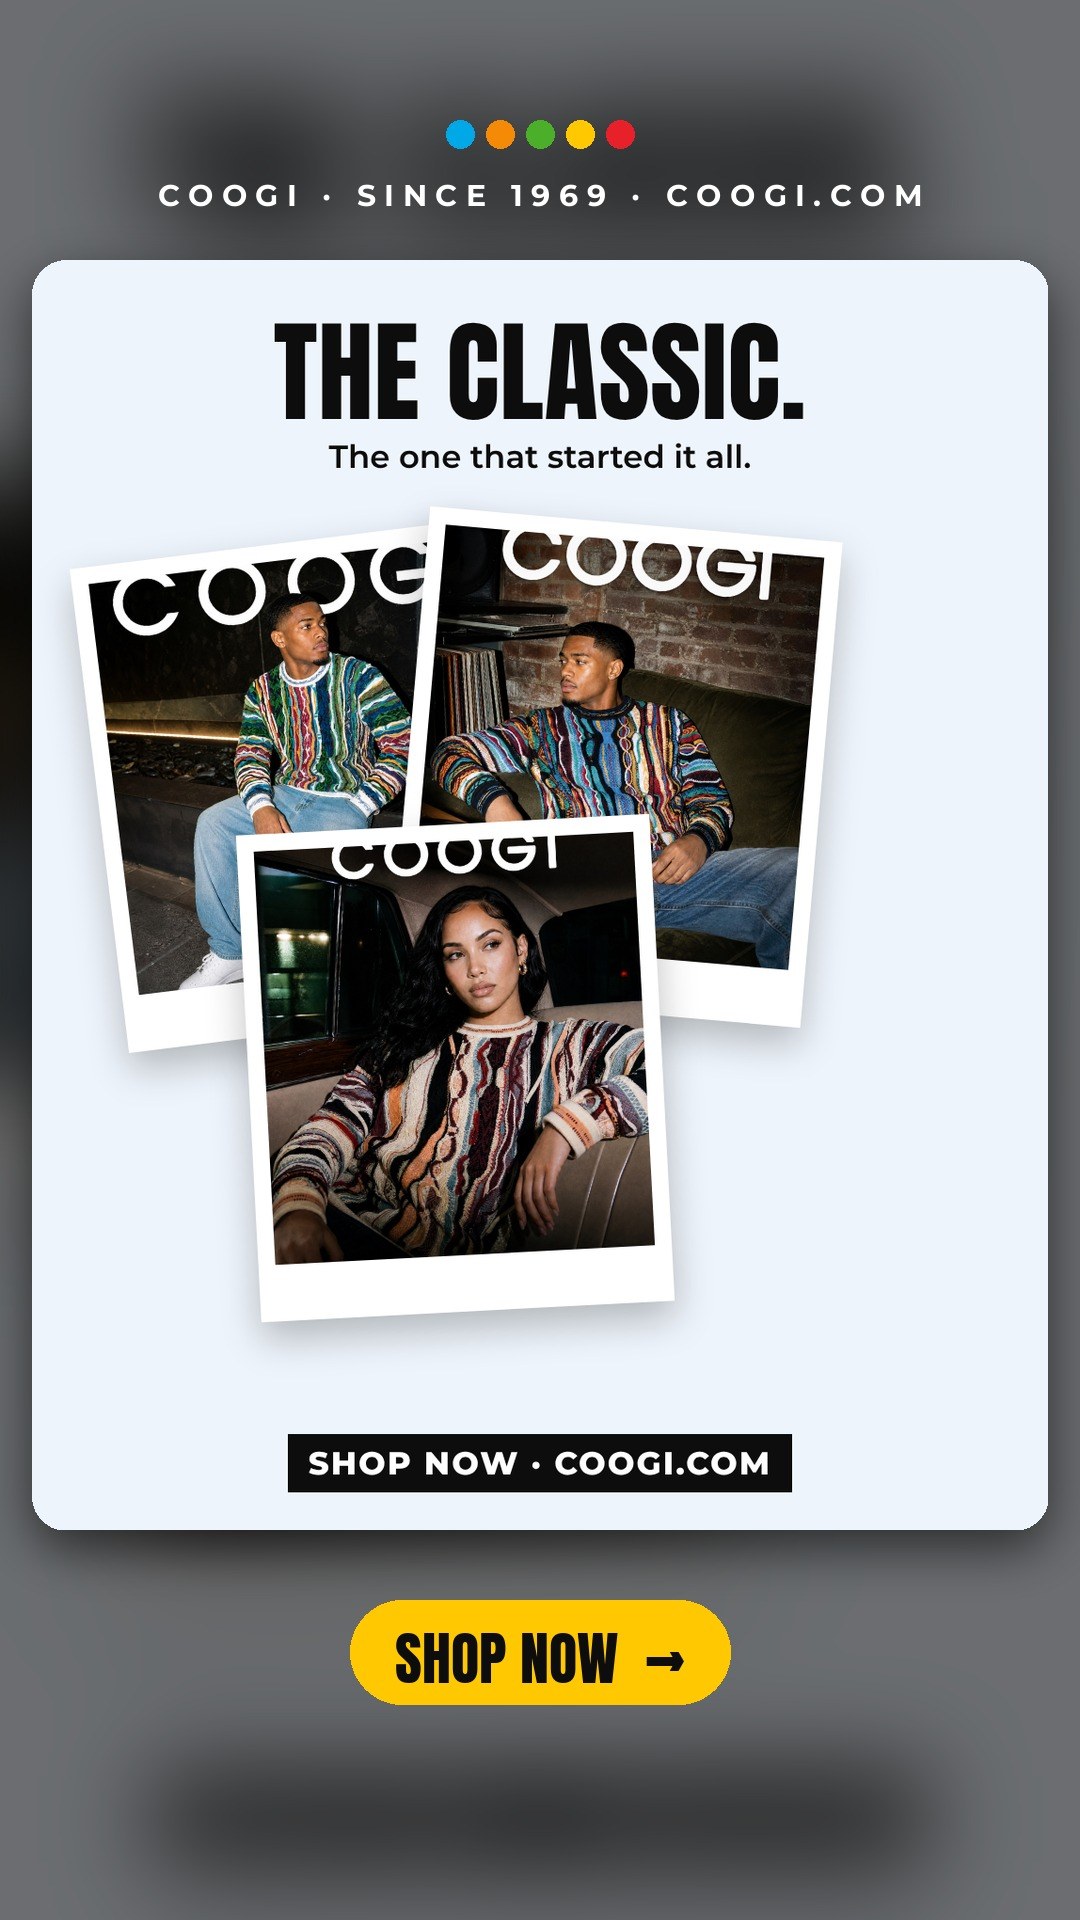 COOGI · SINCE 1969 · COOGI.COM
THE CLASSIC.
The one that started it all.
COOG
COOGI
COOGI
SHOP NOW · COOGI.COM
SHOP NOW →